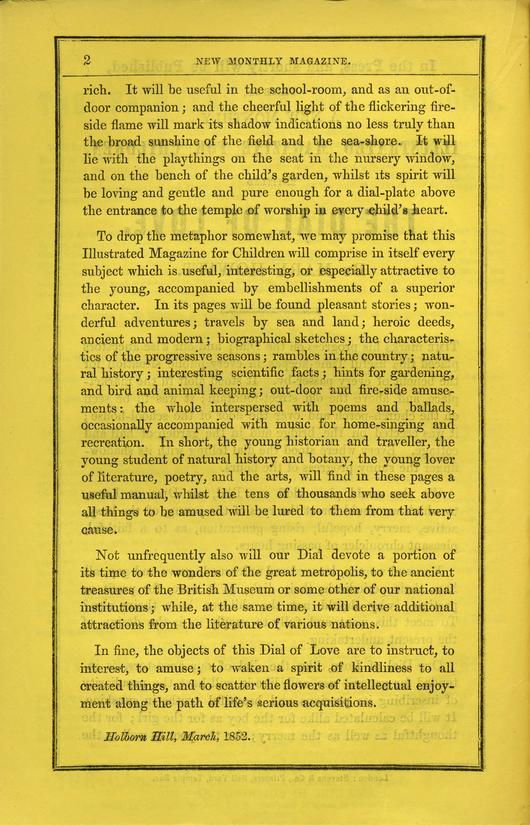 2 NEW MONTHLY MAGAZINE.
rich. It will be useful in the school-room, and as an out-of-
door companion; and the cheerful light of the flickering fire-
side flame will mark its shadow indications no less truly than
the broad sunshine of the field and the sea-shore. It will
lie with the playthings on the seat in the nursery window,
and on the bench of the child's garden, whilst its spirit will
be loving and gentle and pure enough for a dial-plate above
the entrance to the temple of worship in every child's heart.
To drop the metaphor somewhat, we may promise that this
Illustrated Magazine for Children will comprise in itself every
subject which is useful, interesting, or especially attractive to
the young, accompanied by embellishments of a superior
character. In its pages will be found pleasant stories; won-
derful adventures; travels by sea and land; heroic deeds,
ancient and modern; biographical sketches; the characteris-
tics of the progressive seasons; rambles in the country; natu-
ral history; interesting scientific facts; hints for gardening,
and bird and animal keeping; out-door and fire-side amuse-
ments: the whole interspersed with poems and ballads,
occasionally accompanied with music for home-singing and
recreation. In short, the young historian and traveller, the
young student of natural history and botany, the young lover
of literature, poetry, and the arts, will find in these pages a
useful manual, whilst the tens of thousands who seek above
all things to be amused will be lured to them from that very
cause.
Not unfrequently also will our Dial devote a portion of
its time to the wonders of the great metropolis, to the ancient
treasures of the British Museum or some other of our national
institutions; while, at the same time, it will derive additional
attractions from the literature of various nations.
In fine, the objects of this Dial of Love are to instruct, to
interest, to amuse; to waken a spirit of kindliness to all
created things, and to scatter the flowers of intellectual enjoy-
ment along the path of life's serious acquisitions.
Holborn Hill, March, 1852.